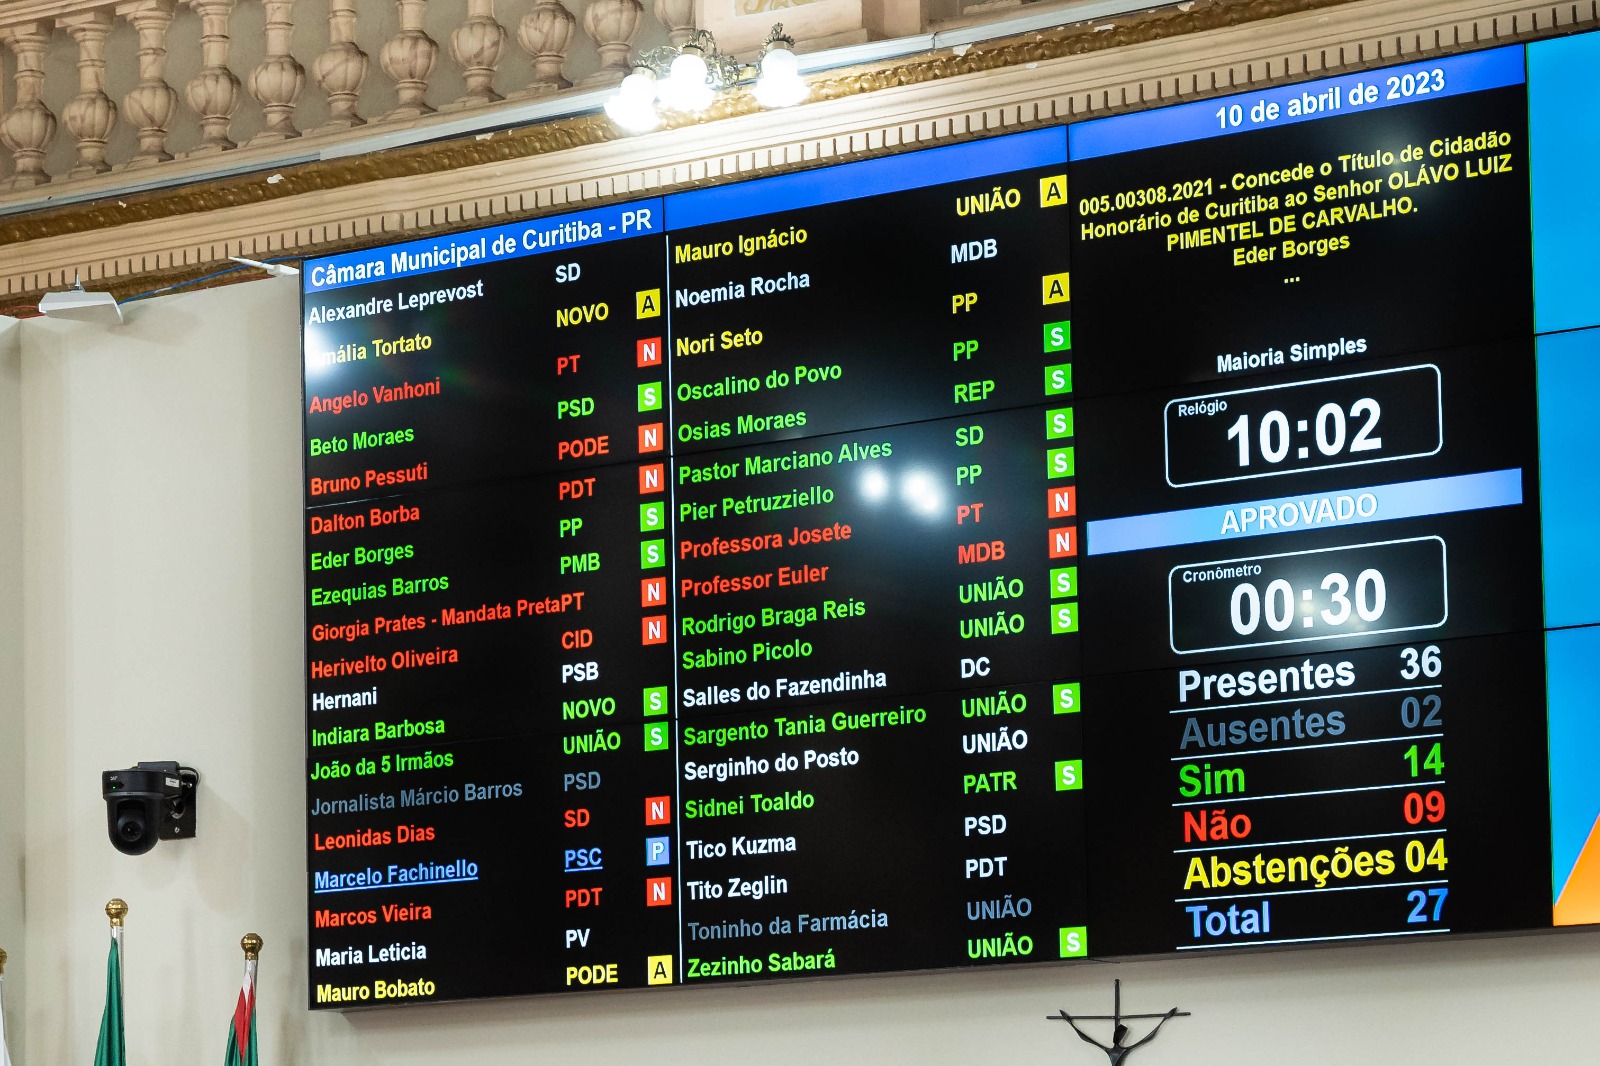 Câmara Municipal de Curitiba - PR
Alexandre Leprevost SD
mália Tortato NOVO A
Angelo Vanhoni PT N
Beto Moraes PSD S
Bruno Pessuti PODE N
Dalton Borba PDT N
Eder Borges PP S
Ezequias Barros PMB S
Giorgia Prates - Mandata Preta PT N
Herivelto Oliveira CID N
Hernani PSB
Indiara Barbosa NOVO S
João da 5 Irmãos UNIÃO S
Jornalista Márcio Barros PSD
Leonidas Dias SD N
Marcelo Fachinello PSC P
Marcos Vieira PDT N
Maria Leticia PV
Mauro Bobato PODE A
Mauro Ignácio UNIÃO A
Noemia Rocha MDB
Nori Seto PP A
Oscalino do Povo PP S
Osias Moraes REP S
Pastor Marciano Alves SD S
Pier Petruzziello PP S
Professora Josete PT N
Professor Euler MDB N
Rodrigo Braga Reis UNIÃO S
Sabino Picolo UNIÃO S
Salles do Fazendinha DC
Sargento Tania Guerreiro UNIÃO S
Serginho do Posto UNIÃO
Sidnei Toaldo PATR S
Tico Kuzma PSD
Tito Zeglin PDT
Toninho da Farmácia UNIÃO
Zezinho Sabará UNIÃO S
10 de abril de 2023
005.00308.2021 - Concede o Título de Cidadão
Honorário de Curitiba ao Senhor OLÁVO LUIZ
PIMENTEL DE CARVALHO.
Eder Borges
...
Maioria Simples
Relógio
10:02
APROVADO
Cronômetro
00:30
Presentes 36
Ausentes 02
Sim 14
Não 09
Abstenções 04
Total 27